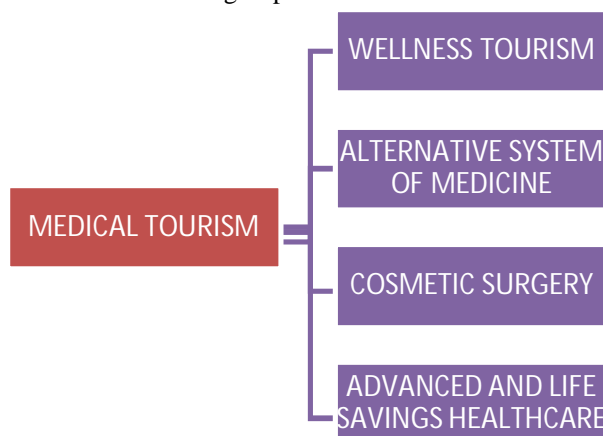 WELLNESS TOURISM
ALTERNATIVE SYSTEM
OF MEDICINE
MEDICAL TOURISM
COSMETIC SURGERY
ADVANCED AND LIFE
SAVINGS HEALTHCARE